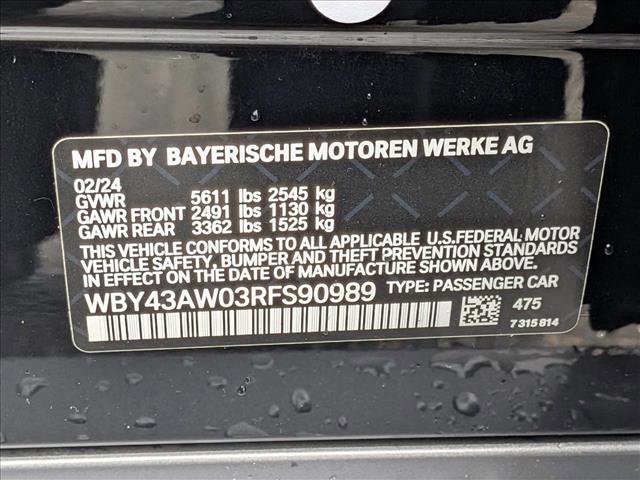 MFD BY BAYERISCHE MOTOREN WERKE AG
02/24
GVWR 5611 lbs 2545 kg
GAWR FRONT 2491 lbs 1130 kg
GAWR REAR 3362 lbs 1525 kg
THIS VEHICLE CONFORMS TO ALL APPLICABLE U.S.FEDERAL MOTOR
VEHICLE SAFETY, BUMPER, AND THEFT PREVENTION STANDARDS
IN EFFECT ON THE DATE OF MANUFACTURE SHOWN ABOVE.
WBY43AW03RFS90989 TYPE: PASSENGER CAR
475
7315814